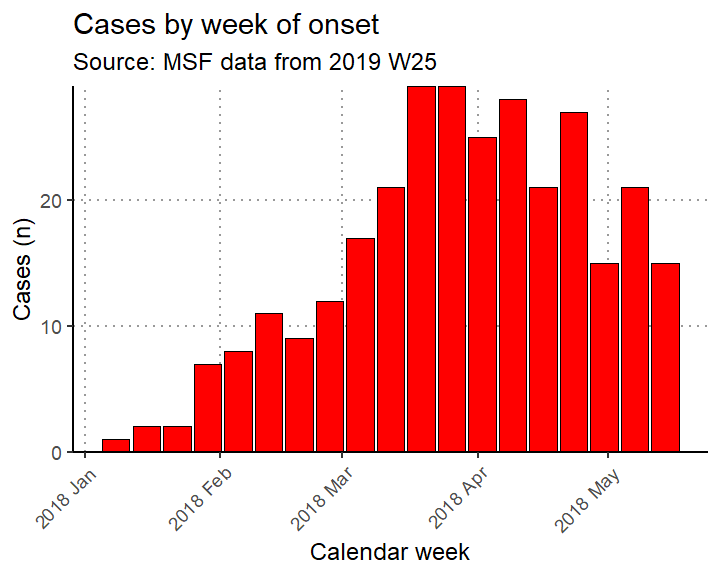 Cases by week of onset
Source: MSF data from 2019 W25
Cases (n)
20
10
0
2018 Jan
2018 Feb
2018 Mar
2018 Apr
2018 May
Calendar week